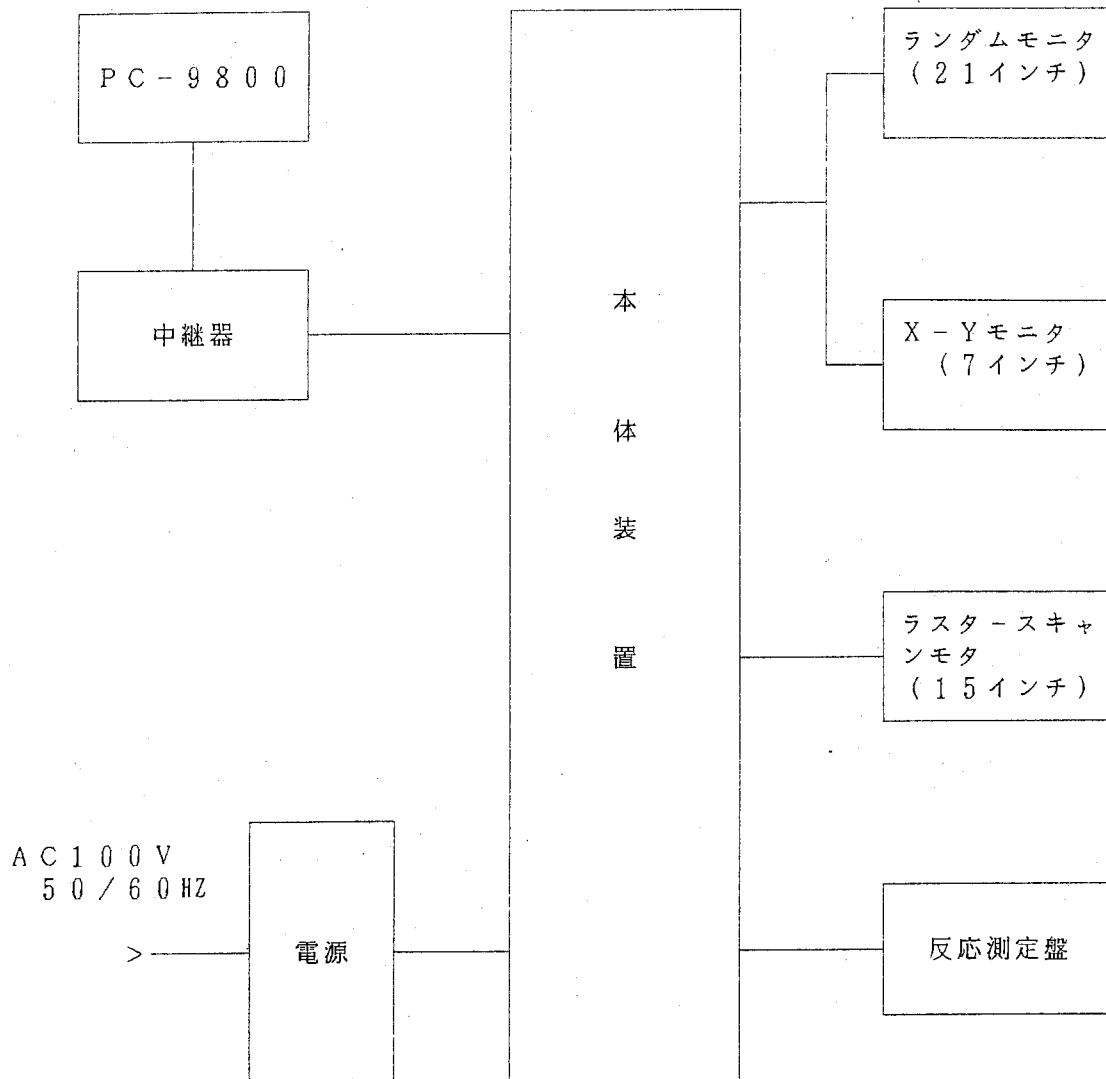 PC-9800
中継器
AC100V
50/60HZ
電源
本体装置
ランダムモニタ
(21インチ)
X-Yモニタ
(7インチ)
ラスタースキャ
ンモタ
(15インチ)
反応測定盤